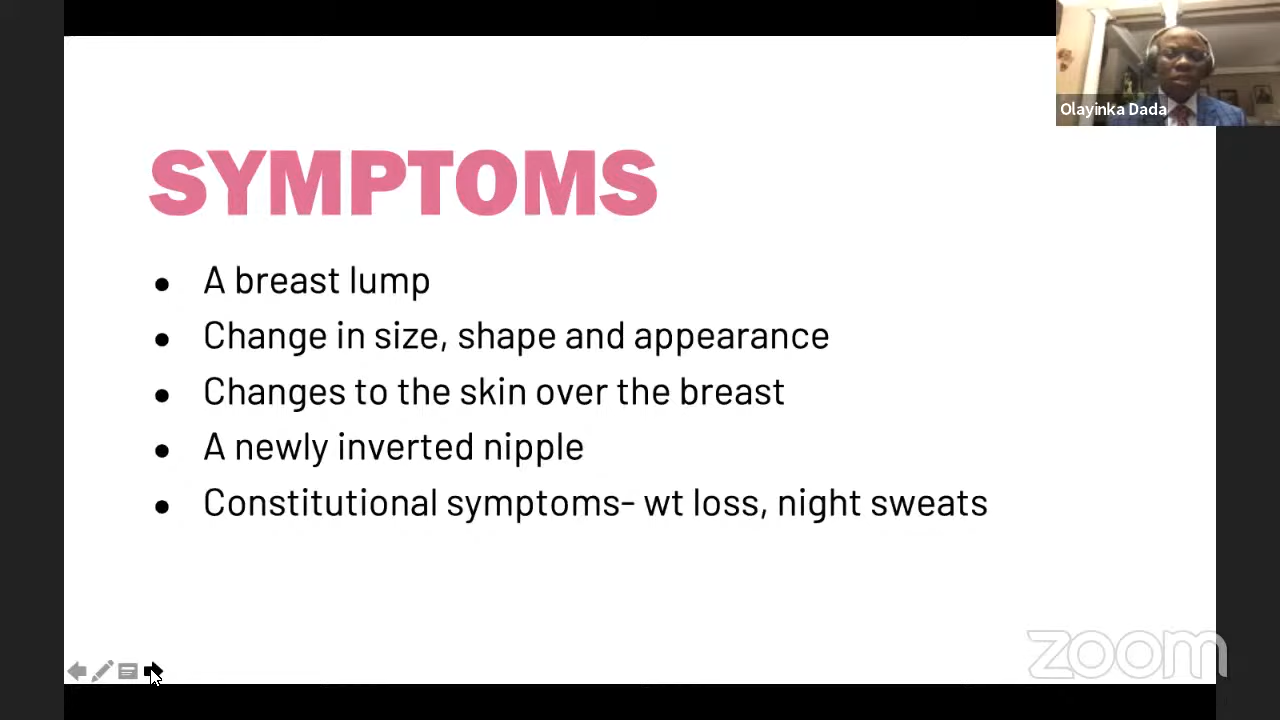 Olayinka Dada
SYMPTOMS
● A breast lump
● Change in size, shape and appearance
● Changes to the skin over the breast
● A newly inverted nipple
● Constitutional symptoms- wt loss, night sweats
zoom